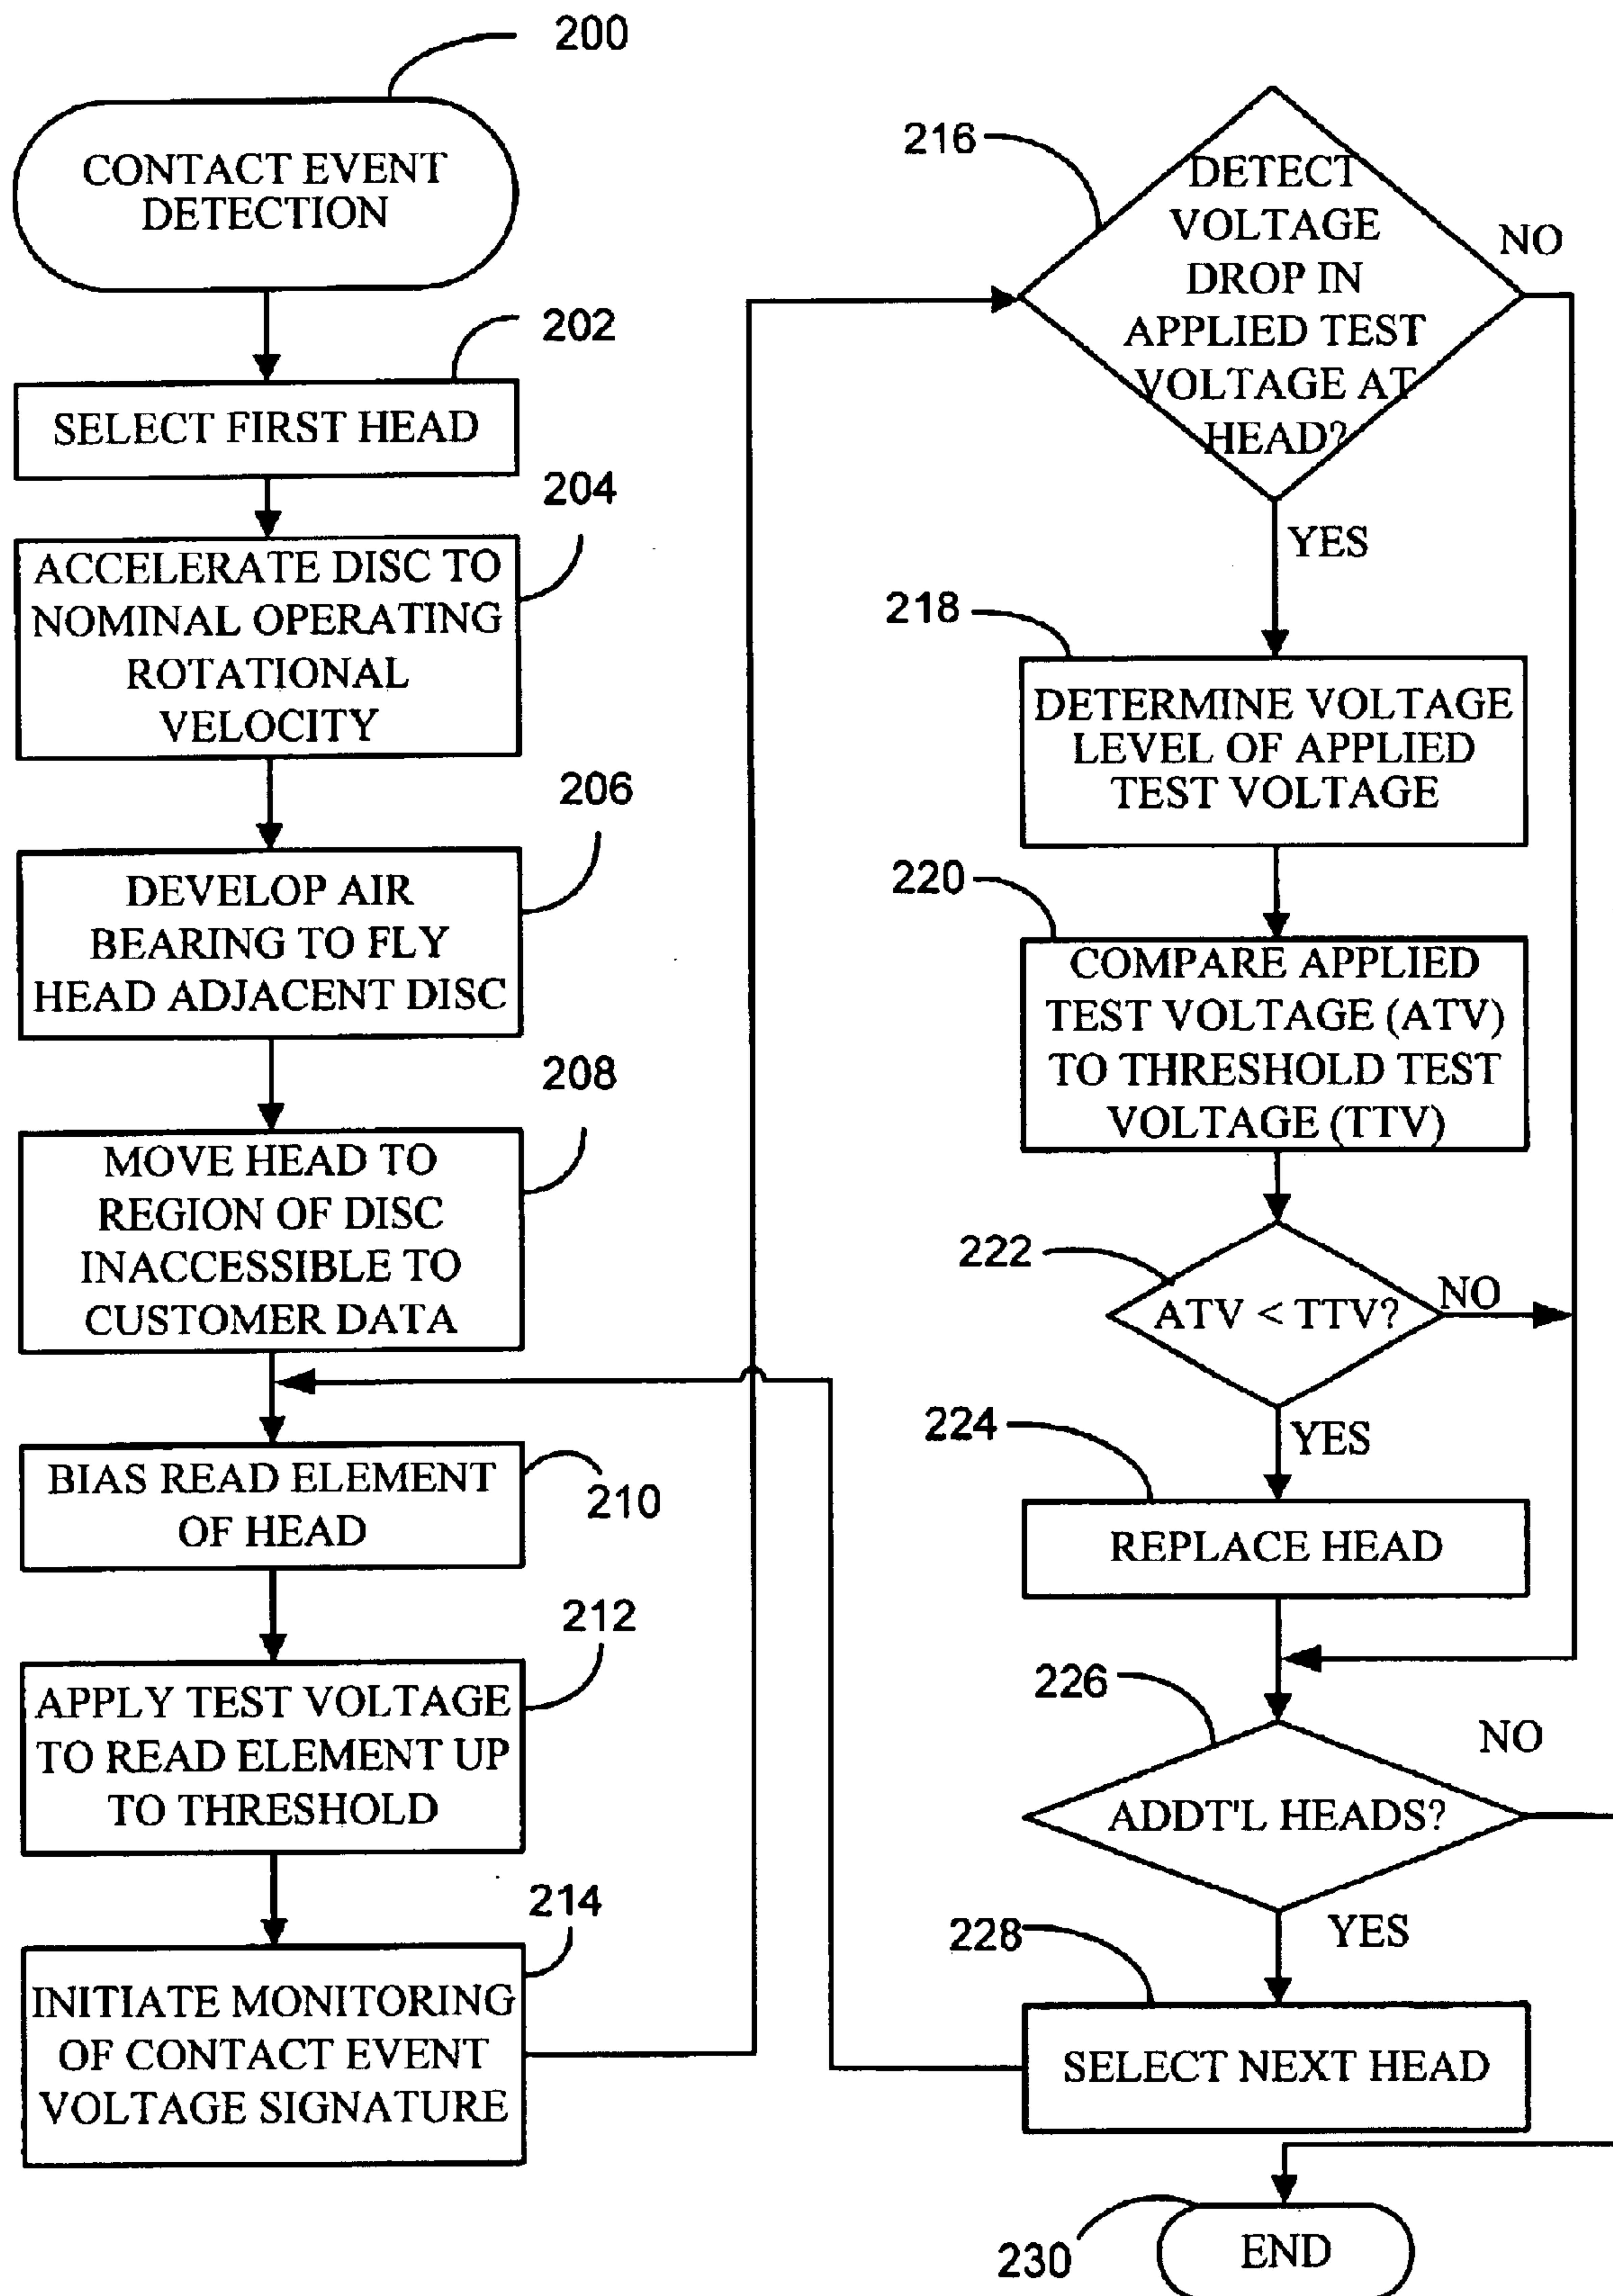 200
CONTACT EVENT
DETECTION
202
SELECT FIRST HEAD
204
ACCELERATE DISC TO
NOMINAL OPERATING
ROTATIONAL
VELOCITY
206
DEVELOP AIR
BEARING TO FLY
HEAD ADJACENT DISC
208
MOVE HEAD TO
REGION OF DISC
INACCESSIBLE TO
CUSTOMER DATA
210
BIAS READ ELEMENT
OF HEAD
212
APPLY TEST VOLTAGE
TO READ ELEMENT UP
TO THRESHOLD
214
INITIATE MONITORING
OF CONTACT EVENT
VOLTAGE SIGNATURE
216
DETECT
VOLTAGE
DROP IN
APPLIED TEST
VOLTAGE AT
HEAD?
NO
YES
218
DETERMINE VOLTAGE
LEVEL OF APPLIED
TEST VOLTAGE
220
COMPARE APPLIED
TEST VOLTAGE (ATV)
TO THRESHOLD TEST
VOLTAGE (TTV)
222
ATV < TTV?
NO
YES
224
REPLACE HEAD
226
ADDT'L HEADS?
NO
YES
228
SELECT NEXT HEAD
230
END